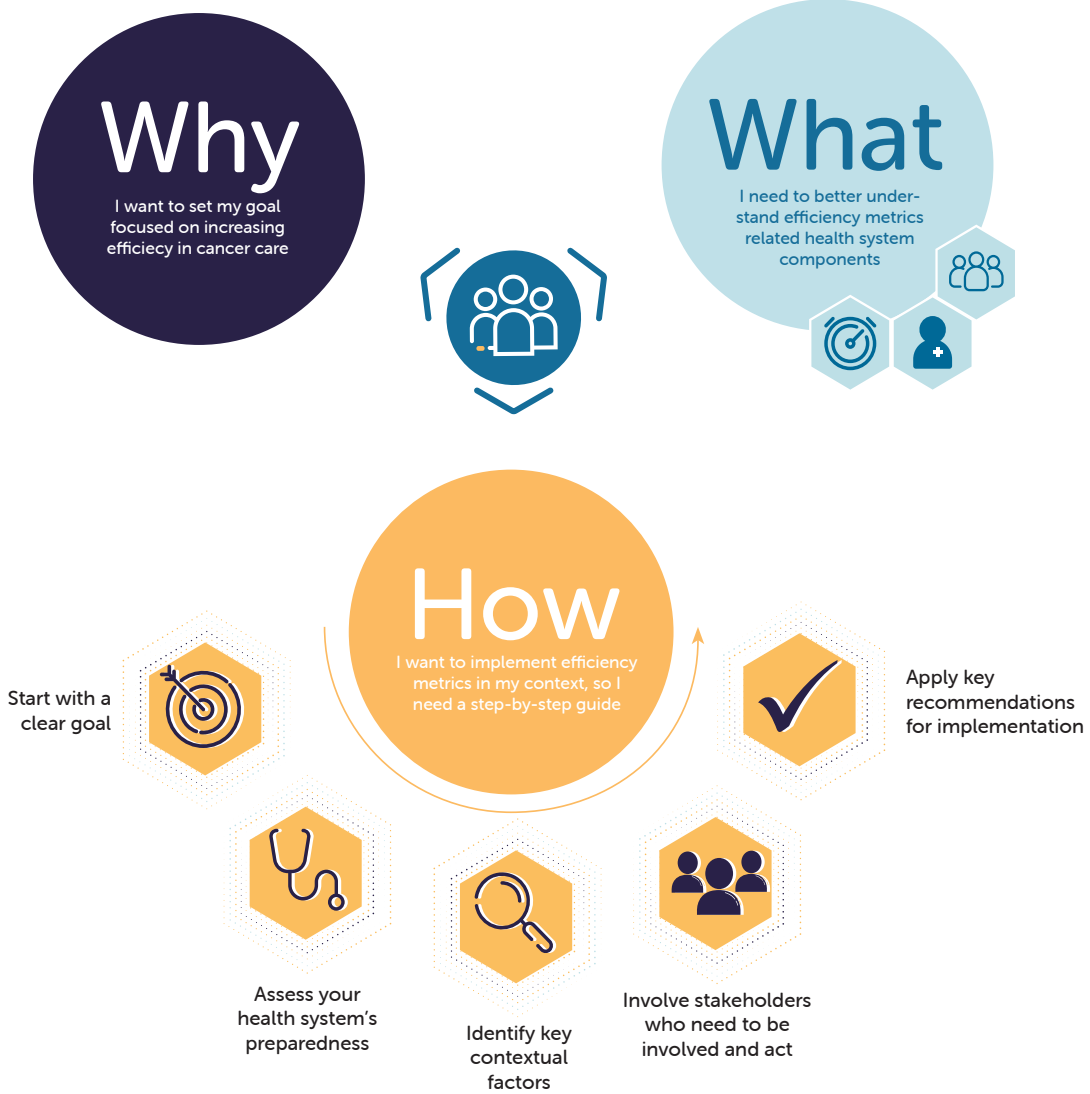 Why
I want to set my goal
focused on increasing
efficiecy in cancer care
What
I need to better under-
stand efficiency metrics
related health system
components
How
I want to implement efficiency
metrics in my context, so I
need a step-by-step guide
Start with a
clear goal
Assess your
health system’s
preparedness
Identify key
contextual
factors
Involve stakeholders
who need to be
involved and act
Apply key
recommendations
for implementation